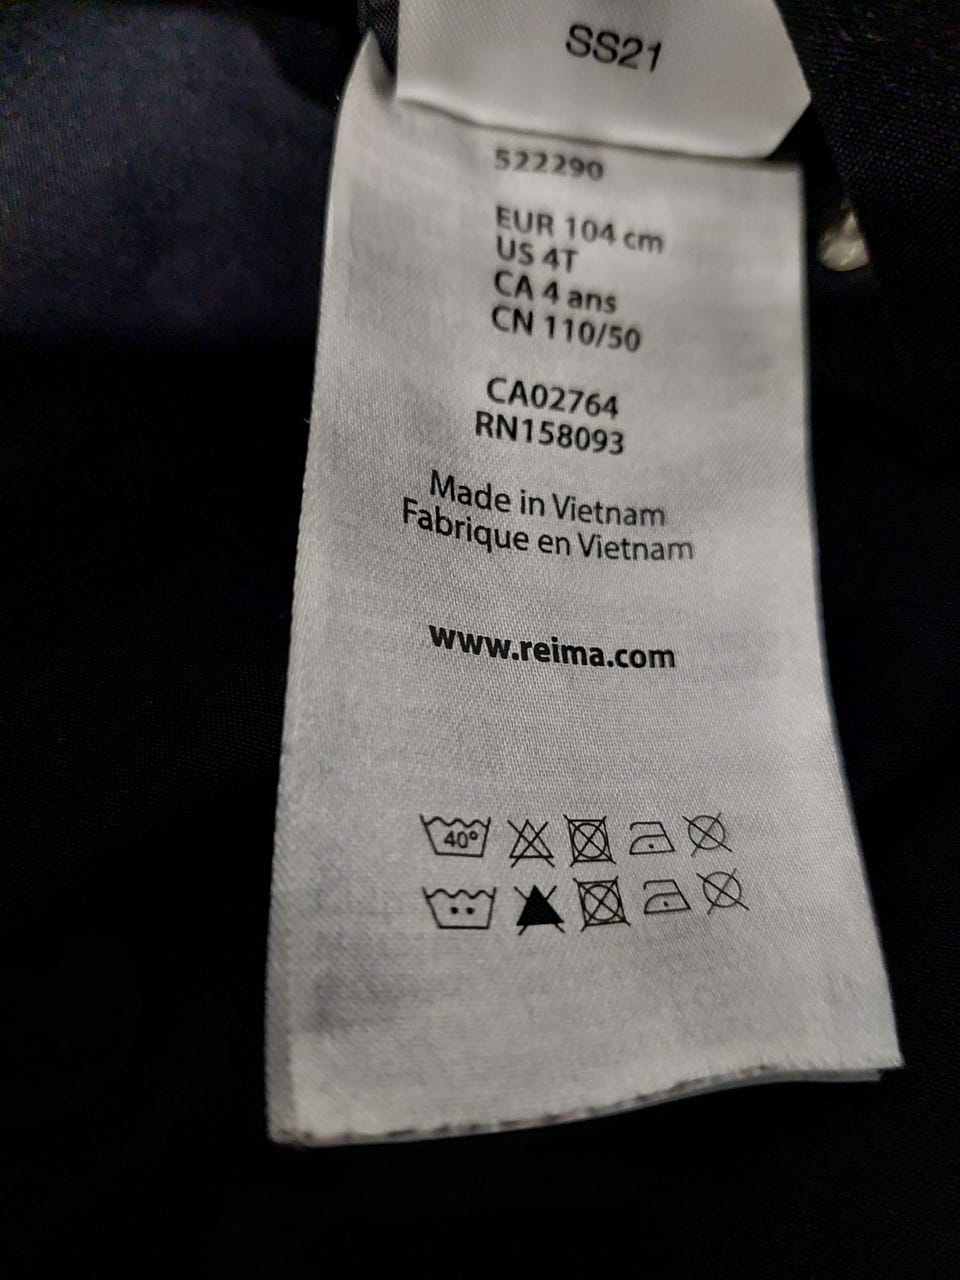 SS21
522290
EUR 104 cm
US 4T
CA 4 ans
CN 110/50
CA02764
RN158093
Made in Vietnam
Fabrique en Vietnam
www.reima.com
40°